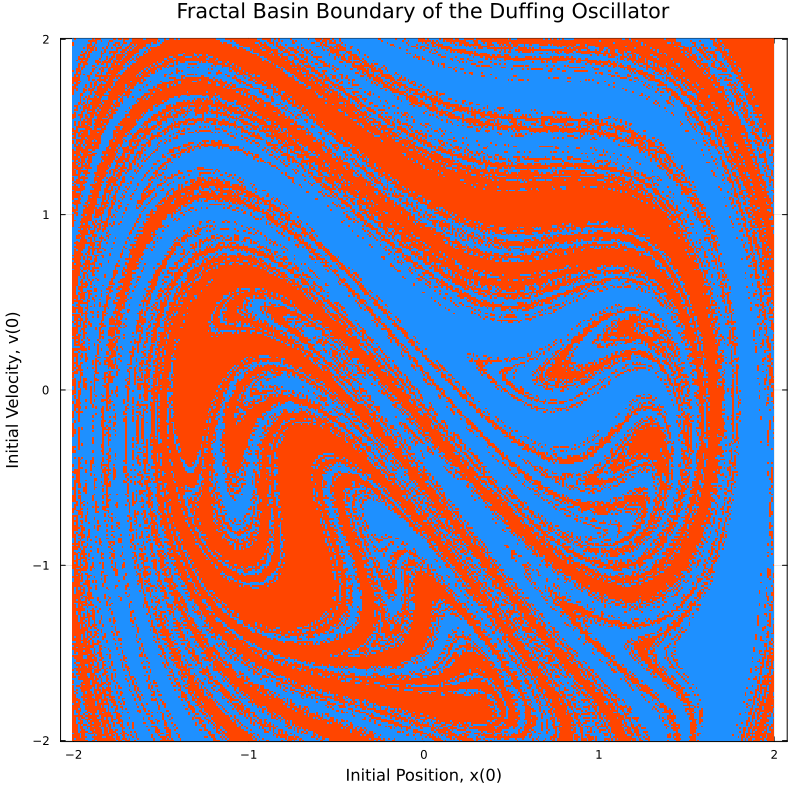 Fractal Basin Boundary of the Duffing Oscillator
2
1
0
−1
−2
Initial Velocity, v(0)
−2 −1 0 1 2
Initial Position, x(0)